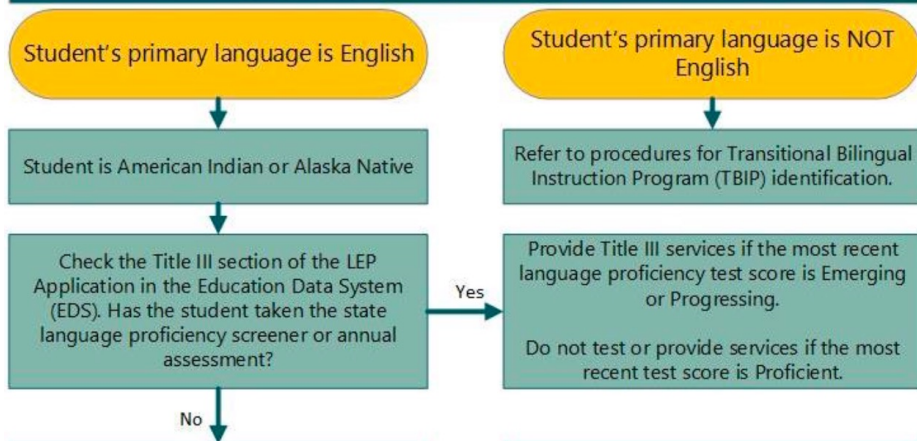 Student's primary language is English
Student's primary language is NOT
English
Student is American Indian or Alaska Native
Refer to procedures for Transitional Bilingual
Instruction Program (TBIP) identification.
Check the Title III section of the LEP
Application in the Education Data System
(EDS). Has the student taken the state
language proficiency screener or annual
assessment?
Yes
Provide Title III services if the most recent
language proficiency test score is Emerging
or Progressing.
Do not test or provide services if the most
recent test score is Proficient.
No